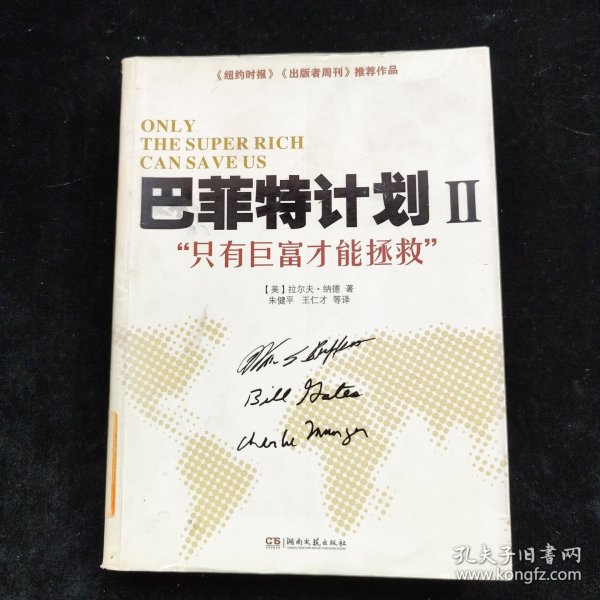 《纽约时报》《出版者周刊》推荐作品
ONLY
THE SUPER RICH
CAN SAVE US
巴菲特计划 II
“只有巨富才能拯救”
【美】拉尔夫·纳德 著
朱健平 王仁才 等译
Bill Gates
Charlie Munger
湖南文艺出版社
孔夫子旧书网
www.kongfz.com